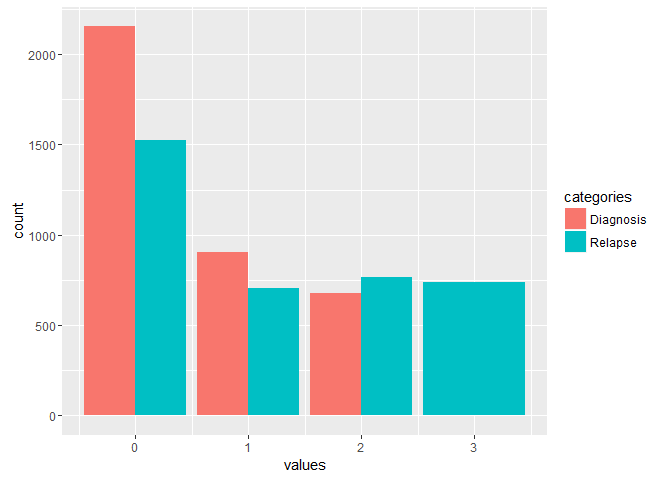 2000
1500
1000
500
0
count
0 1 2 3
values
categories
Diagnosis
Relapse